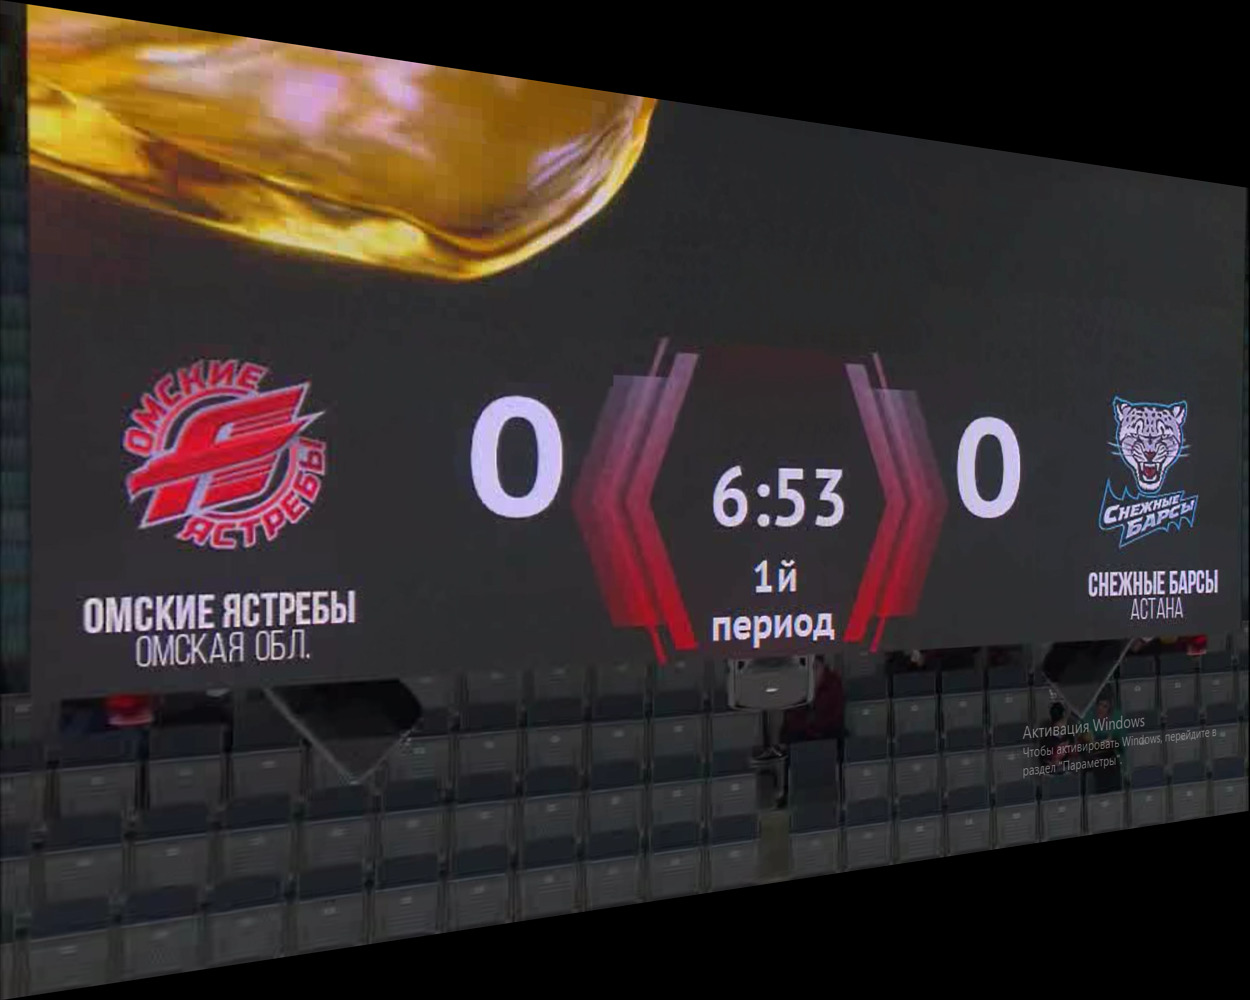 ОМСКИЕ
ЯСТРЕБЫ
0
6:53
0
СНЕЖНЫЕ
БАРСЫ
1й
период
ОМСКИЕ ЯСТРЕБЫ
ОМСКАЯ ОБЛ.
СНЕЖНЫЕ БАРСЫ
АСТАНА
Активация Windows
Чтобы активировать Windows, перейдите в
раздел "Параметры".